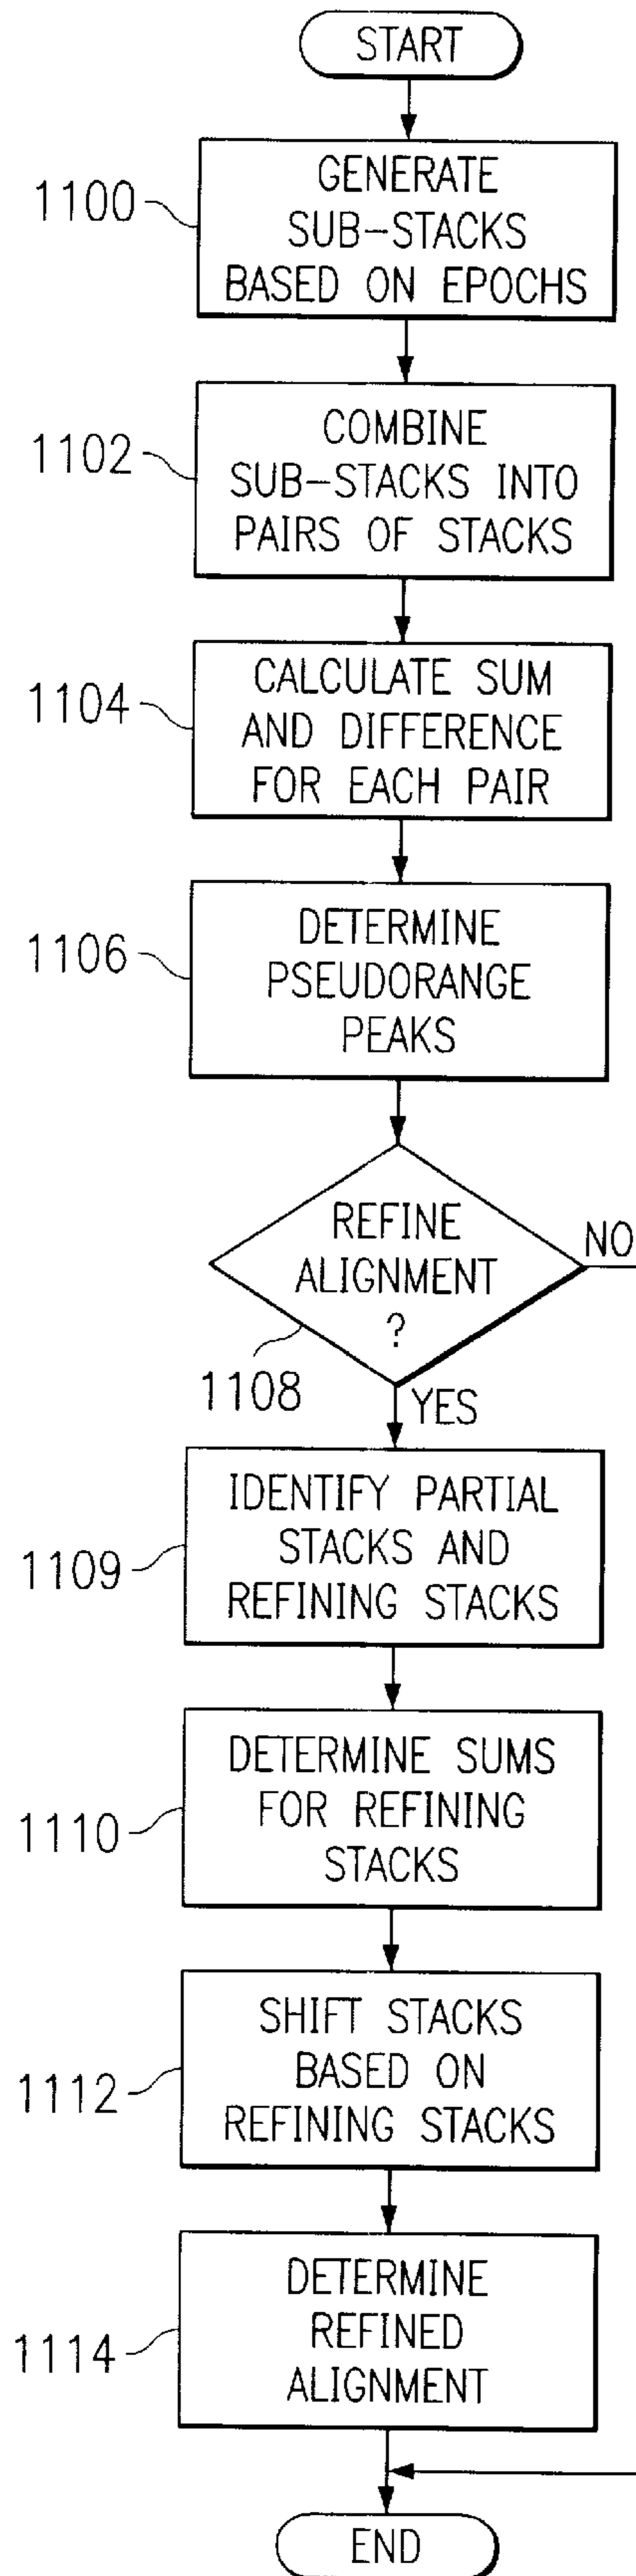 START
1100
GENERATE
SUB-STACKS
BASED ON EPOCHS
1102
COMBINE
SUB-STACKS INTO
PAIRS OF STACKS
1104
CALCULATE SUM
AND DIFFERENCE
FOR EACH PAIR
1106
DETERMINE
PSEUDORANGE
PEAKS
REFINE
ALIGNMENT
?
NO
1108
YES
1109
IDENTIFY PARTIAL
STACKS AND
REFINING STACKS
1110
DETERMINE SUMS
FOR REFINING
STACKS
1112
SHIFT STACKS
BASED ON
REFINING STACKS
1114
DETERMINE
REFINED
ALIGNMENT
END